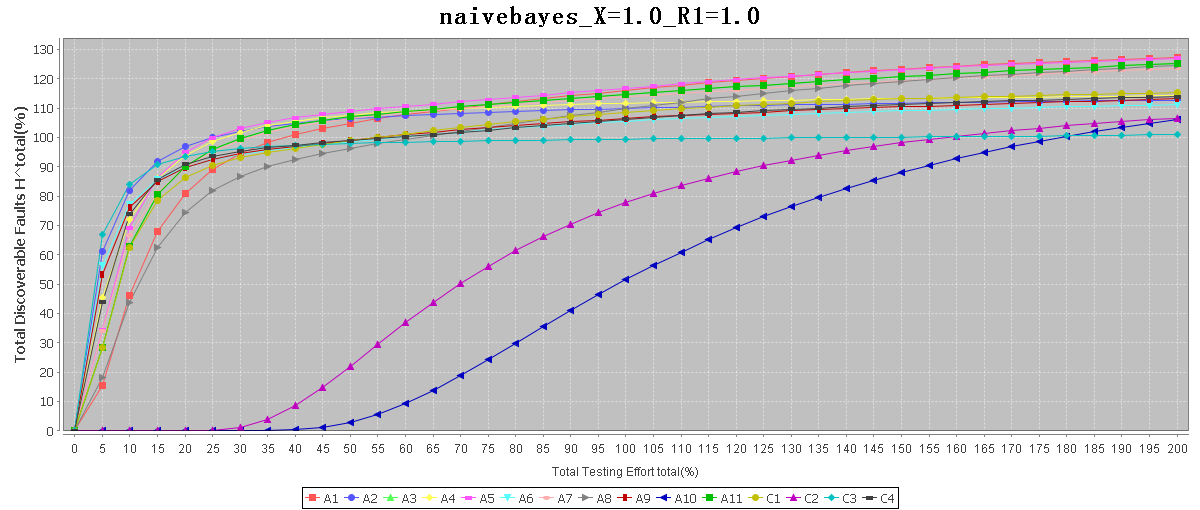 naivebayes_X=1.0_R1=1.0
Total Discoverable Faults H^total(%)
130
120
110
100
90
80
70
60
50
40
30
20
10
0
0 5 10 15 20 25 30 35 40 45 50 55 60 65 70 75 80 85 90 95 100 105 110 115 120 125 130 135 140 145 150 155 160 165 170 175 180 185 190 195 200
Total Testing Effort total(%)
A1 A2 A3 A4 A5 A6 A7 A8 A9 A10 A11 C1 C2 C3 C4